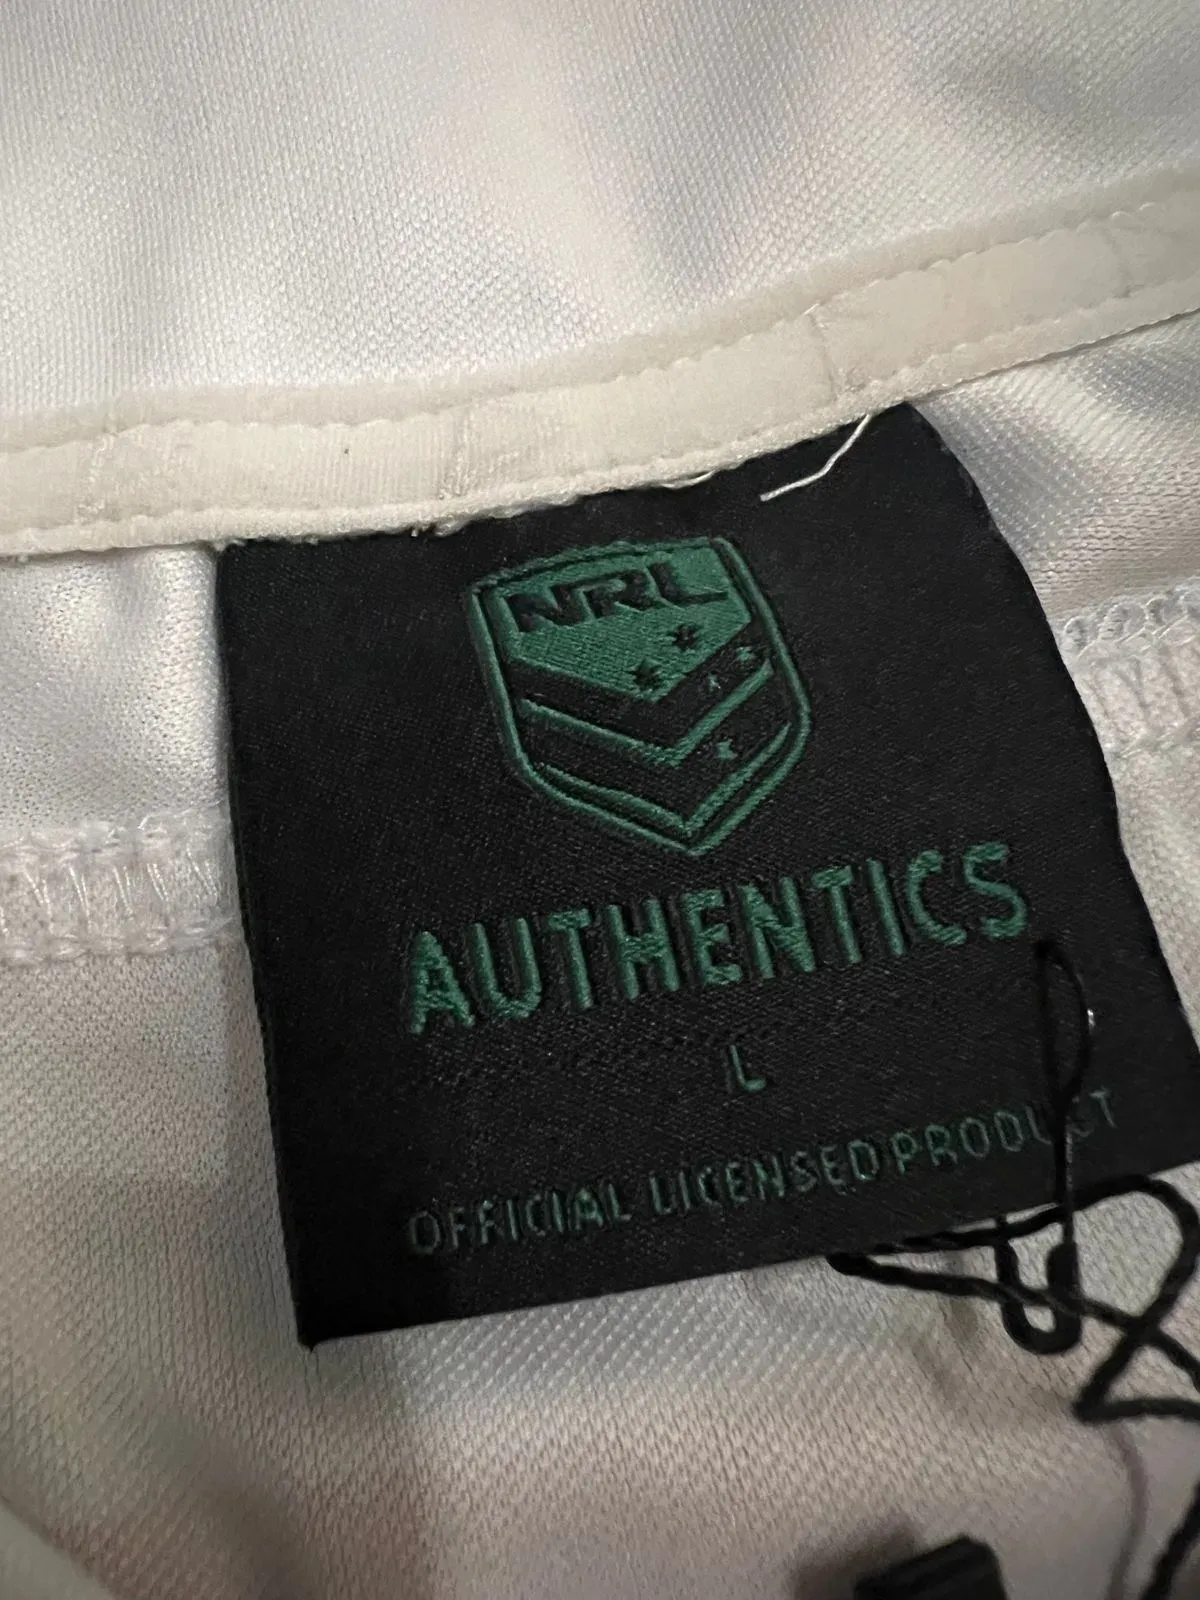 NRL
AUTHENTICS
L
OFFICIAL LICENSED PRODUCT